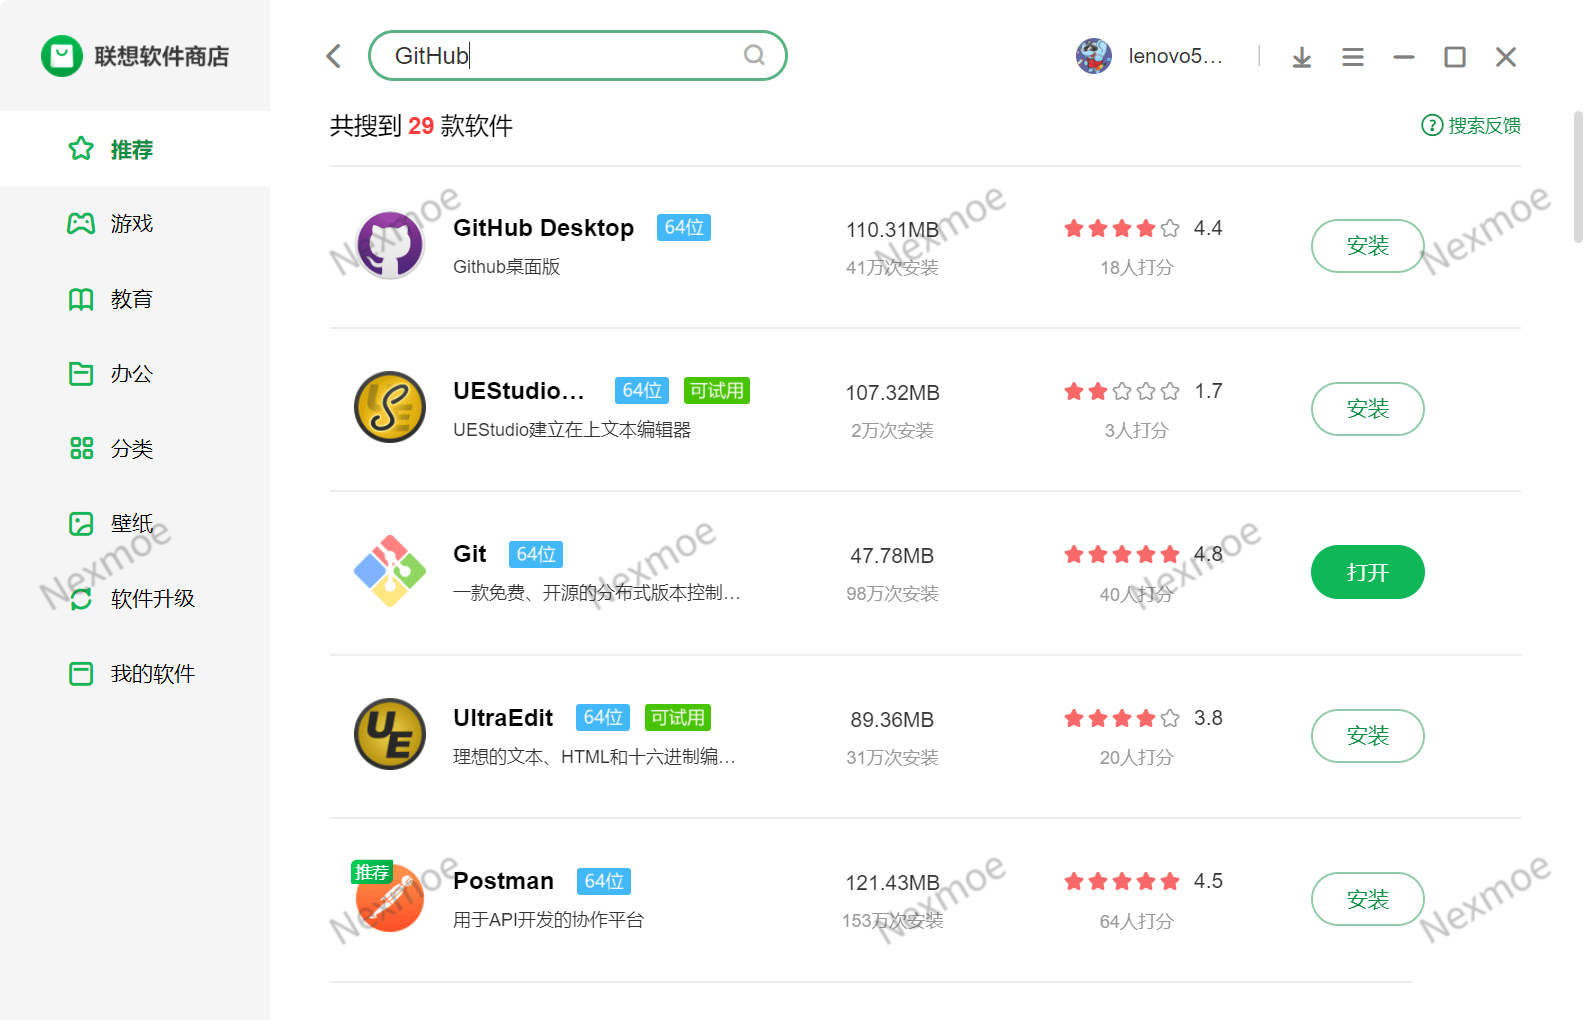 联想软件商店
GitHub
lenovo5...
共搜到 29 款软件
搜索反馈
推荐
游戏
教育
办公
分类
壁纸
软件升级
我的软件
GitHub Desktop 64位
110.31MB
4.4
安装
Github桌面版
41万次安装
18人打分
UEStudio... 64位 可试用
107.32MB
1.7
安装
UEStudio建立在上文本编辑器
2万次安装
3人打分
Git 64位
47.78MB
4.8
打开
一款免费、开源的分布式版本控制...
98万次安装
40人打分
UltraEdit 64位 可试用
89.36MB
3.8
安装
理想的文本、HTML和十六进制编...
31万次安装
20人打分
推荐
Postman 64位
121.43MB
4.5
安装
用于API开发的协作平台
153万次安装
64人打分
Nexmoe
Nexmoe
Nexmoe
Nexmoe
Nexmoe
Nexmoe
Nexmoe
Nexmoe
Nexmoe